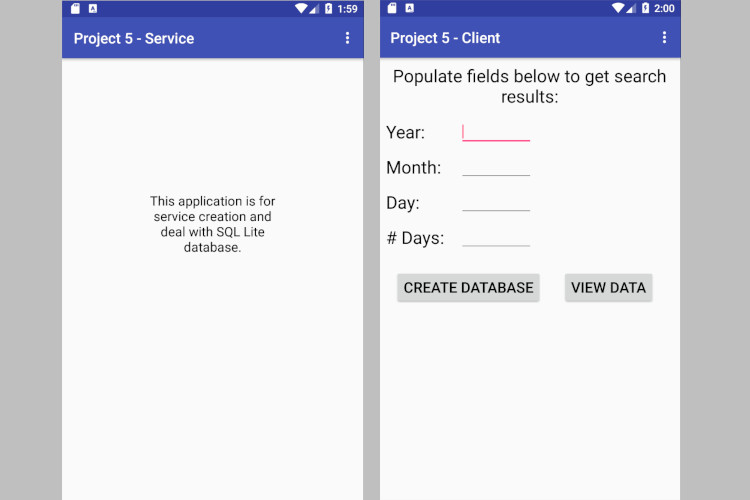 1:59
Project 5 - Service
This application is for
service creation and
deal with SQL Lite
database.
2:00
Project 5 - Client
Populate fields below to get search
results:
Year:
Month:
Day:
# Days:
CREATE DATABASE
VIEW DATA